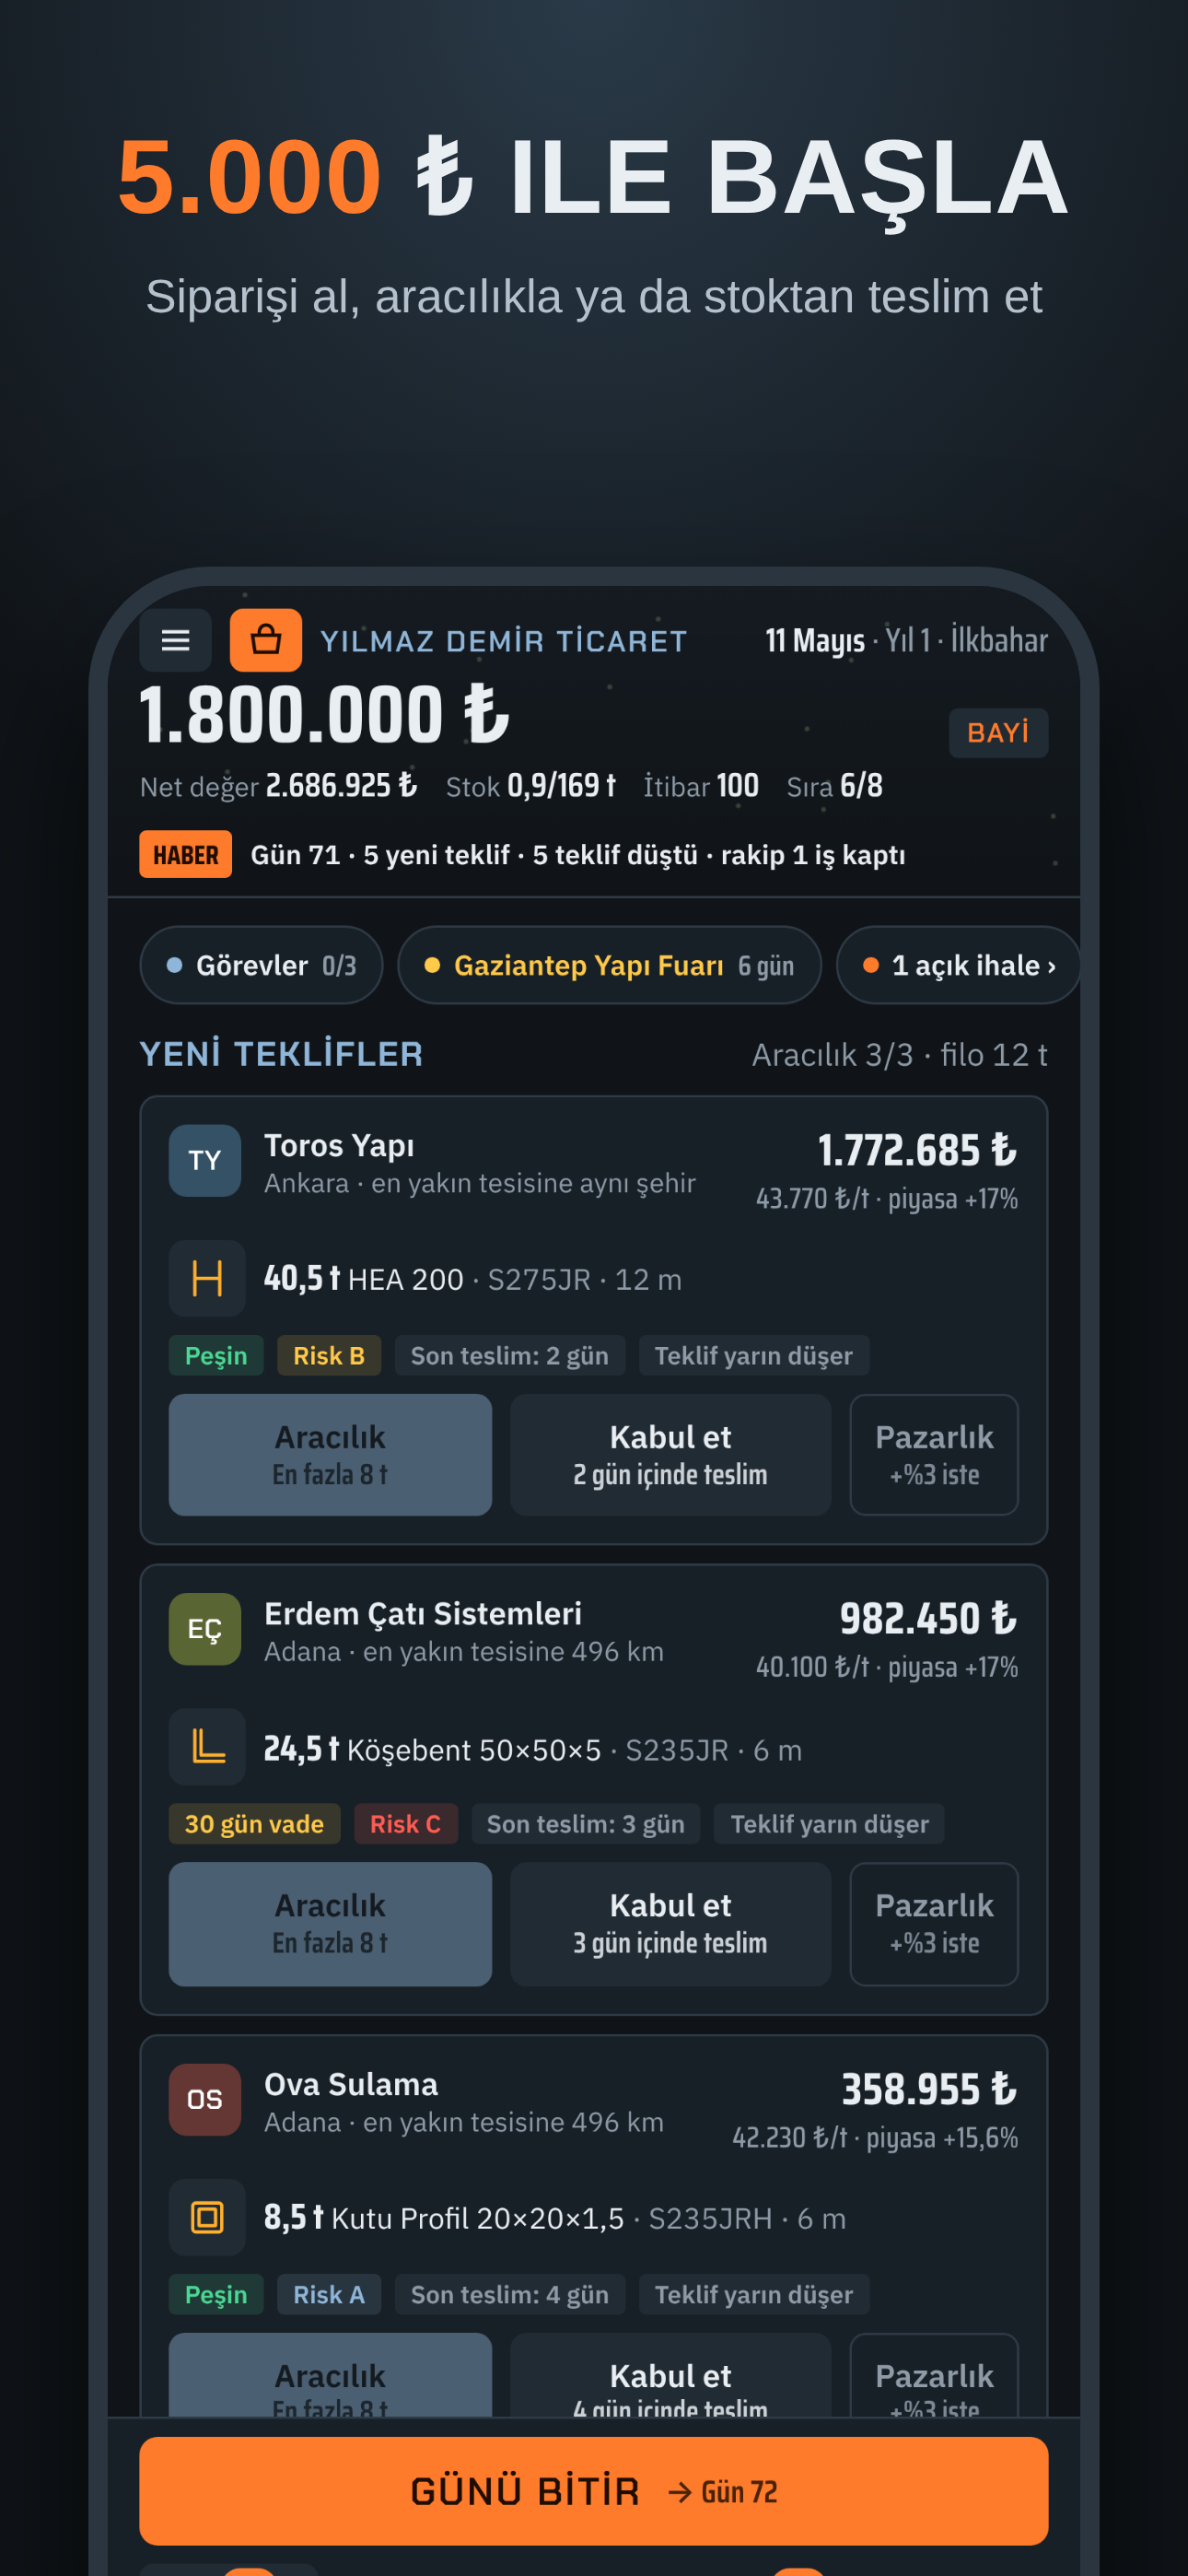 5.000 ₺ ILE BAŞLA
Siparişi al, aracılıkla ya da stoktan teslim et
YILMAZ DEMİR TİCARET
11 Mayıs · Yıl 1 · İlkbahar
1.800.000 ₺
BAYİ
Net değer 2.686.925 ₺ Stok 0,9/169 t İtibar 100 Sıra 6/8
HABER Gün 71 · 5 yeni teklif · 5 teklif düştü · rakip 1 iş kaptı
Görevler 0/3
Gaziantep Yapı Fuarı 6 gün
1 açık ihale ›
YENİ TEKLİFLER
Aracılık 3/3 · filo 12 t
TY
Toros Yapı
1.772.685 ₺
Ankara · en yakın tesisine aynı şehir
43.770 ₺/t · piyasa +17%
40,5 t HEA 200 · S275JR · 12 m
Peşin
Risk B
Son teslim: 2 gün
Teklif yarın düşer
Aracılık
En fazla 8 t
Kabul et
2 gün içinde teslim
Pazarlık
+%3 iste
EÇ
Erdem Çatı Sistemleri
982.450 ₺
Adana · en yakın tesisine 496 km
40.100 ₺/t · piyasa +17%
24,5 t Köşebent 50×50×5 · S235JR · 6 m
30 gün vade
Risk C
Son teslim: 3 gün
Teklif yarın düşer
Aracılık
En fazla 8 t
Kabul et
3 gün içinde teslim
Pazarlık
+%3 iste
OS
Ova Sulama
358.955 ₺
Adana · en yakın tesisine 496 km
42.230 ₺/t · piyasa +15,6%
8,5 t Kutu Profil 20×20×1,5 · S235JRH · 6 m
Peşin
Risk A
Son teslim: 4 gün
Teklif yarın düşer
Aracılık
En fazla 8 t
Kabul et
4 gün içinde teslim
Pazarlık
+%3 iste
GÜNÜ BİTİR → Gün 72